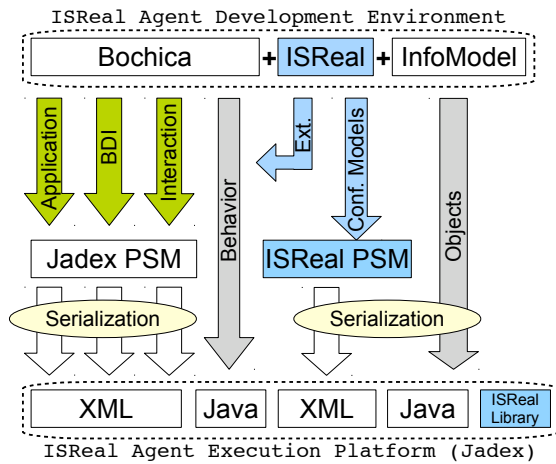 ISReal Agent Development Environment
Bochica + ISReal + InfoModel
Application
BDI
Interaction
Behavior
Ext.
Conf. Models
Objects
Jadex PSM
ISReal PSM
Serialization
Serialization
XML
Java
XML
Java
ISReal
Library
ISReal Agent Execution Platform (Jadex)